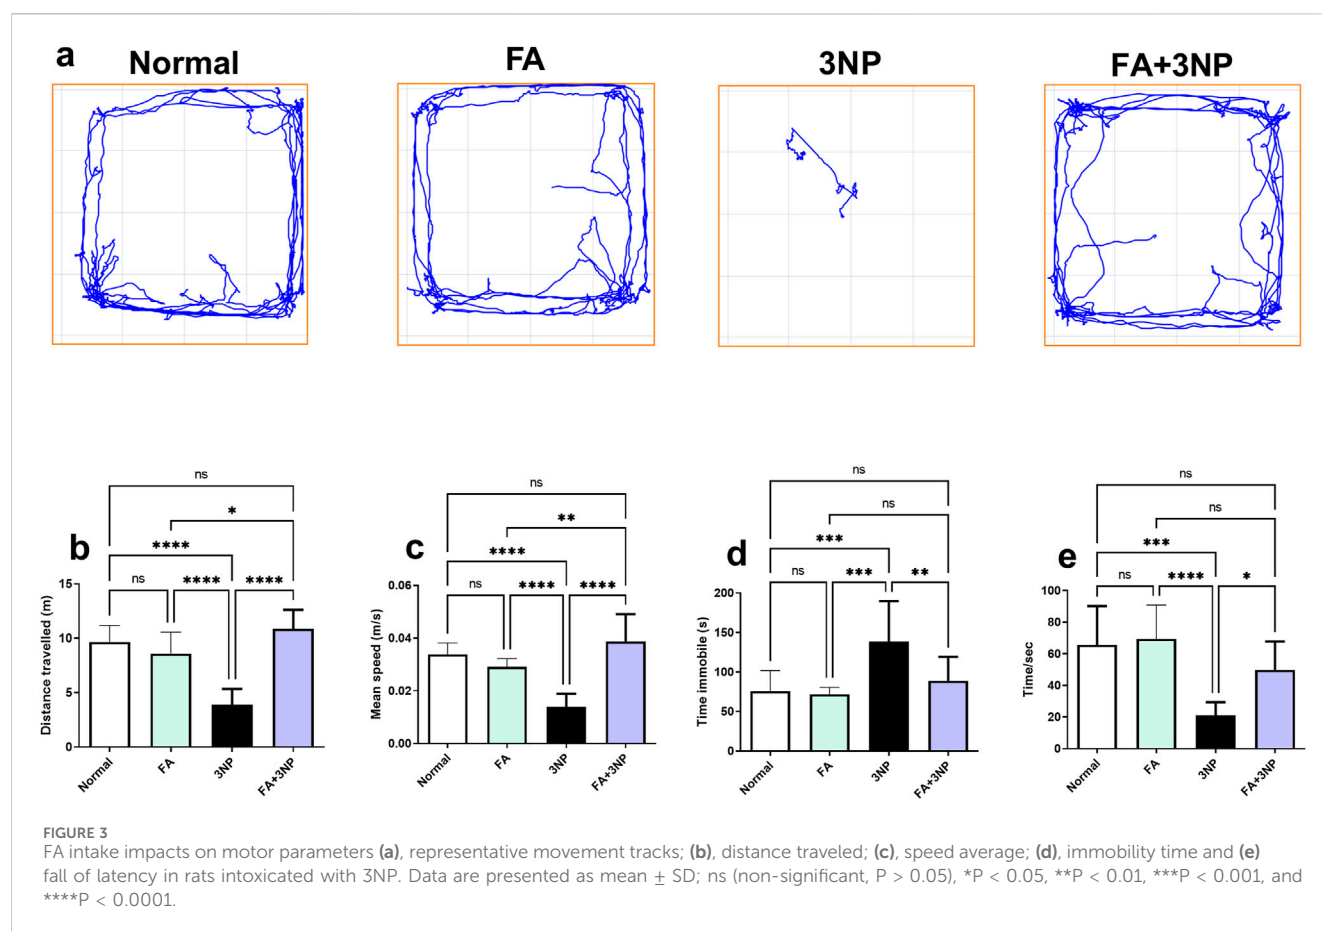 a
Normal
FA
3NP
FA+3NP
b
ns
*
****
ns
****
****
Distance travelled (m)
15
10
5
0
Normal
FA
3NP
FA+3NP
c
ns
**
****
ns
****
****
Mean speed (m/s)
0.06
0.04
0.02
0.00
Normal
FA
3NP
FA+3NP
d
ns
ns
***
ns
***
**
Time immobile (s)
200
150
100
50
0
Normal
FA
3NP
FA+3NP
e
ns
ns
***
ns
****
*
Time/sec
100
80
60
40
20
0
Normal
FA
3NP
FA+3NP
FIGURE 3
FA intake impacts on motor parameters (a), representative movement tracks; (b), distance traveled; (c), speed average; (d), immobility time and (e)
fall of latency in rats intoxicated with 3NP. Data are presented as mean ± SD; ns (non-significant, P > 0.05), *P < 0.05, **P < 0.01, ***P < 0.001, and
****P < 0.0001.